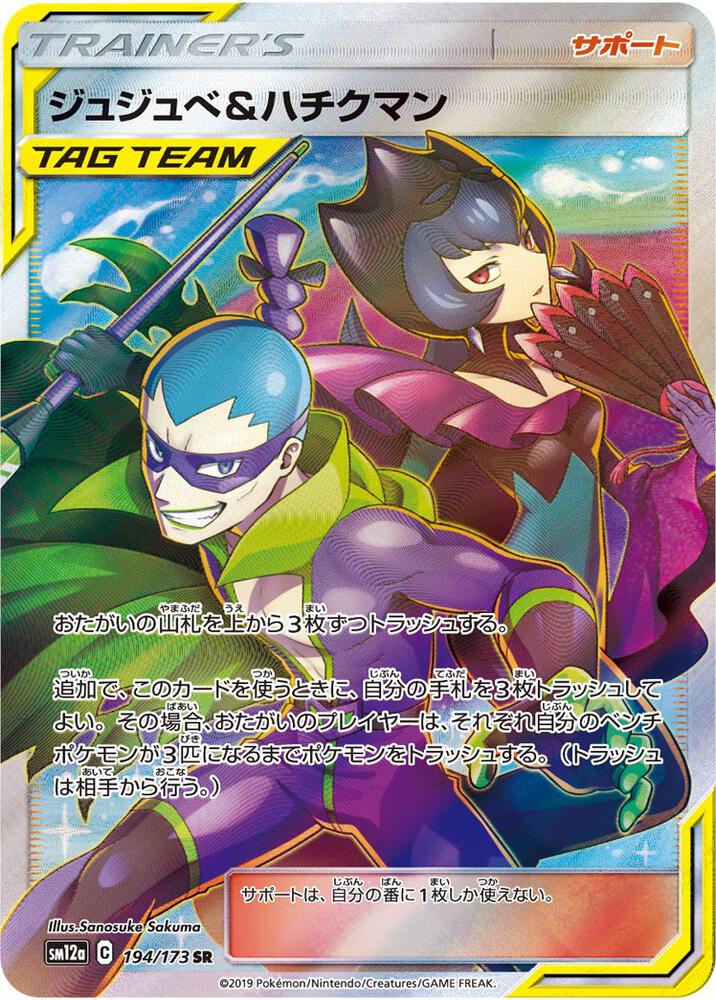 TRAINER'S
サポート
ジュジュベ&ハチクマン
TAG TEAM
おたがいの山札を上から3枚ずつトラッシュする。
追加で、このカードを使うときに、自分の手札を3枚トラッシュして
よい。その場合、おたがいのプレイヤーは、それぞれ自分のベンチ
ポケモンが3匹になるまでポケモンをトラッシュする。（トラッシュ
は相手から行う。）
サポートは、自分の番に1枚しか使えない。
Illus.Sanosuke Sakuma
SM12a C 194/173 SR
©2019 Pokémon/Nintendo/Creatures/GAME FREAK.